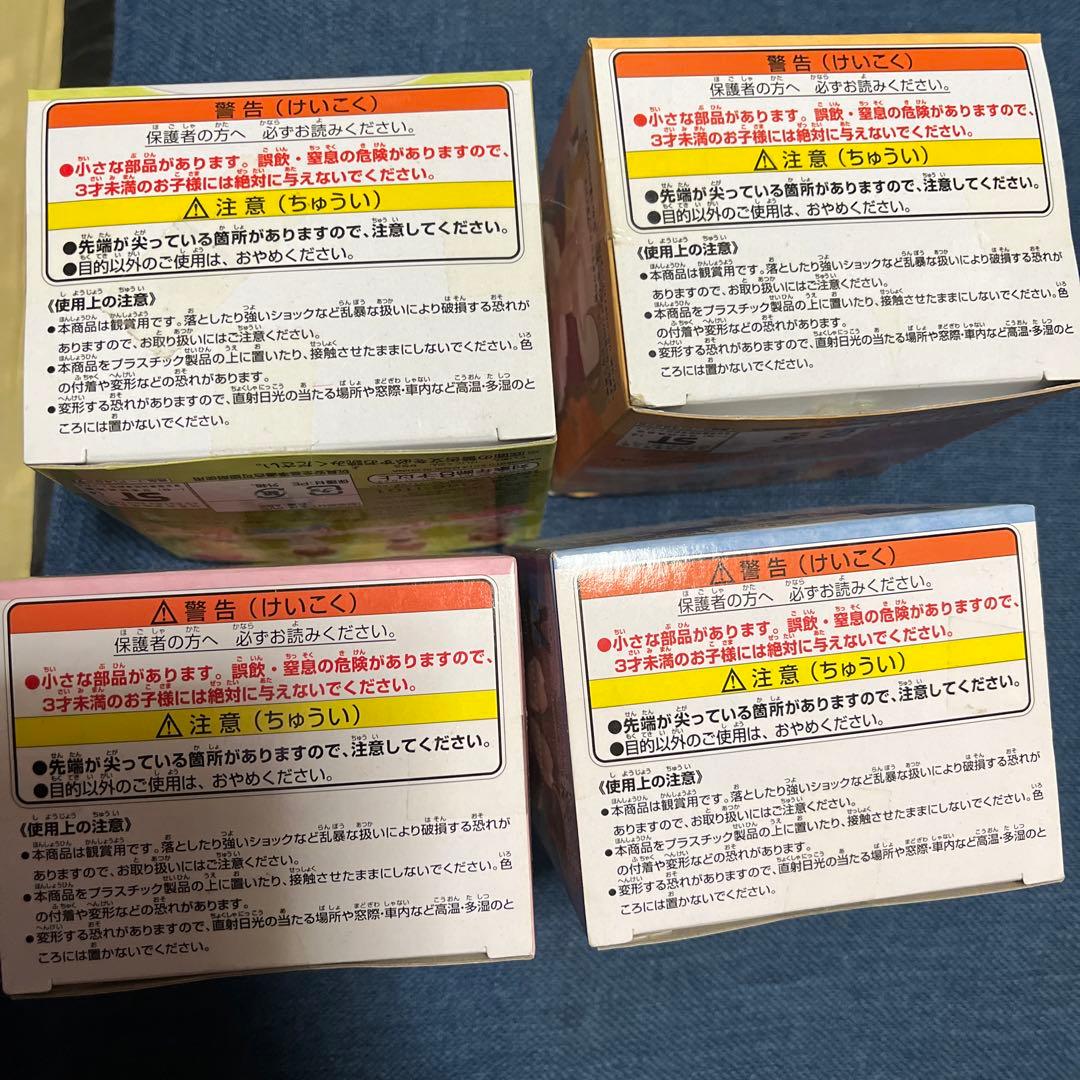 警告（けいこく）
保護者の方へ 必ずお読みください。
●小さな部品があります。誤飲・窒息の危険がありますので、
3才未満のお子様には絶対に与えないでください。
⚠注意（ちゅうい）
●先端が尖っている箇所がありますので、注意してください。
●目的以外のご使用は、おやめください。
《使用上の注意》
●本商品は観賞用です。落としたり強いショックなど乱暴な扱いにより破損する恐れが
ありますので、お取り扱いにはご注意ください。
●本商品をプラスチック製品の上に置いたり、接触させたままにしないでください。色
の付着や変形などの恐れがあります。
●変形する恐れがありますので、直射日光の当たる場所や窓際・車内など高温・多湿のと
ころには置かないでください。
ST
警告（けいこく）
保護者の方へ 必ずお読みください。
●小さな部品があります。誤飲・窒息の危険がありますので、
3才未満のお子様には絶対に与えないでください。
⚠注意（ちゅうい）
●先端が尖っている箇所がありますので、注意してください。
●目的以外のご使用は、おやめください。
《使用上の注意》
●本商品は観賞用です。落としたり強いショックなど乱暴な扱いにより破損する恐れが
ありますので、お取り扱いにはご注意ください。
●本商品をプラスチック製品の上に置いたり、接触させたままにしないでください。色
の付着や変形などの恐れがあります。
●変形する恐れがありますので、直射日光の当たる場所や窓際・車内など高温・多湿のと
ころには置かないでください。
ST
⚠警告（けいこく）
保護者の方へ 必ずお読みください。
●小さな部品があります。誤飲・窒息の危険がありますので、
3才未満のお子様には絶対に与えないでください。
⚠注意（ちゅうい）
●先端が尖っている箇所がありますので、注意してください。
●目的以外のご使用は、おやめください。
《使用上の注意》
●本商品は観賞用です。落としたり強いショックなど乱暴な扱いにより破損する恐れが
ありますので、お取り扱いにはご注意ください。
●本商品をプラスチック製品の上に置いたり、接触させたままにしないでください。色
の付着や変形などの恐れがあります。
●変形する恐れがありますので、直射日光の当たる場所や窓際・車内など高温・多湿のと
ころには置かないでください。
⚠警告（けいこく）
保護者の方へ 必ずお読みください。
●小さな部品があります。誤飲・窒息の危険がありますので、
3才未満のお子様には絶対に与えないでください。
⚠注意（ちゅうい）
●先端が尖っている箇所がありますので、注意してください。
●目的以外のご使用は、おやめください。
《使用上の注意》
●本商品は観賞用です。落としたり強いショックなど乱暴な扱いにより破損する恐れが
ありますので、お取り扱いにはご注意ください。
●本商品をプラスチック製品の上に置いたり、接触させたままにしないでください。色
の付着や変形などの恐れがあります。
●変形する恐れがありますので、直射日光の当たる場所や窓際・車内など高温・多湿のと
ころには置かないでください。